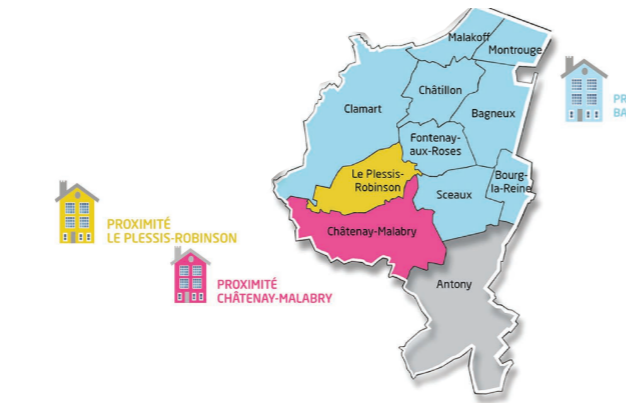 Malakoff
Montrouge
Châtillon
Clamart
Bagneux
Fontenay-
aux-Roses
Le Plessis-
Robinson
Bourg-
la-Reine
Sceaux
Châtenay-Malabry
Antony
PROXIMITÉ
LE PLESSIS-ROBINSON
PROXIMITÉ
CHÂTENAY-MALABRY